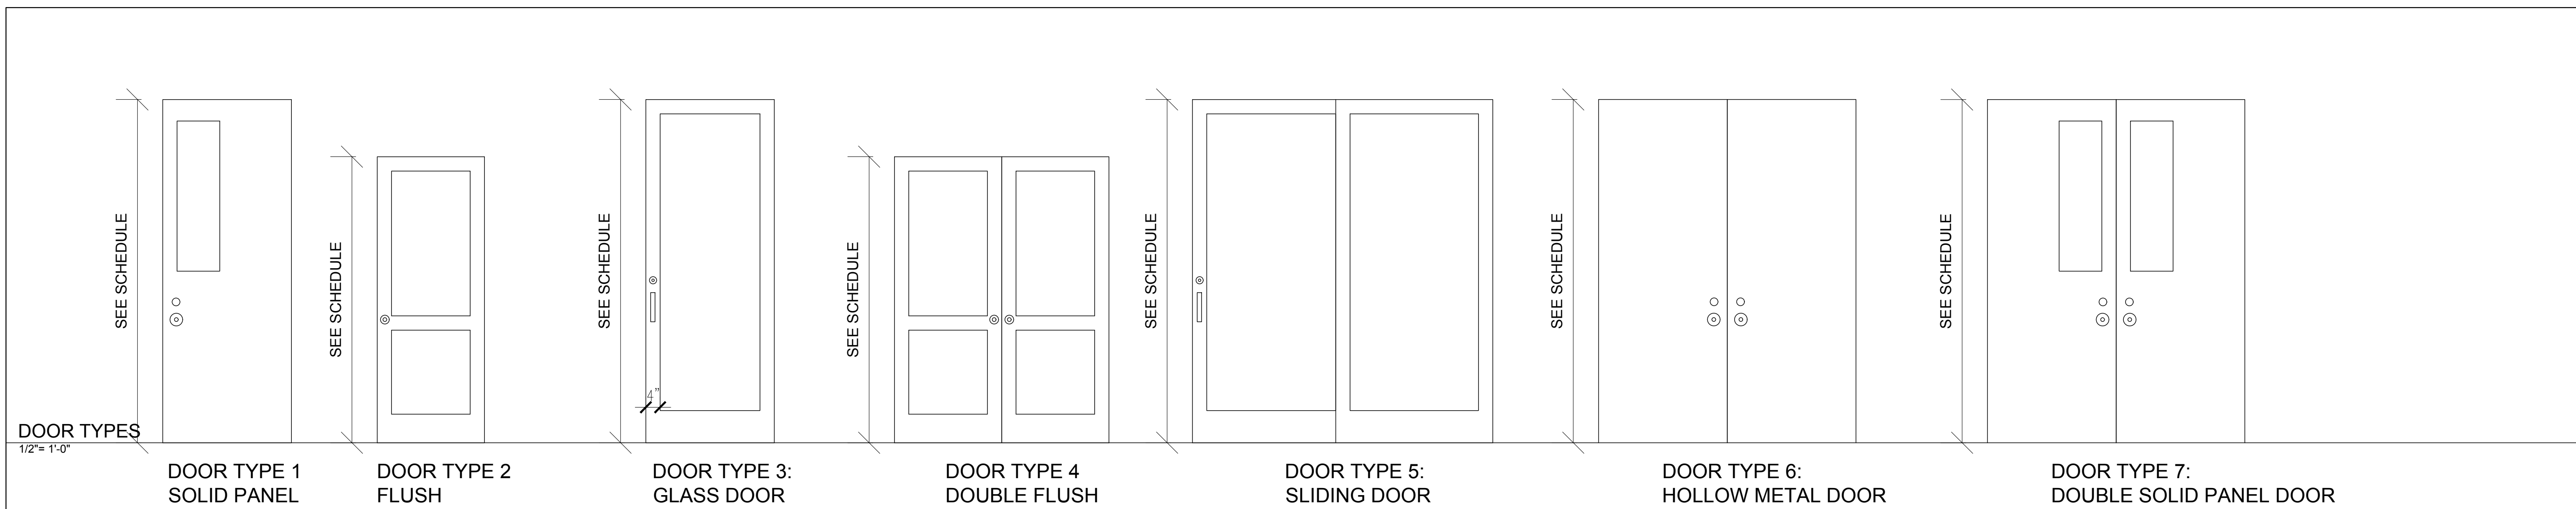 SEE SCHEDULE
SEE SCHEDULE
SEE SCHEDULE
SEE SCHEDULE
SEE SCHEDULE
SEE SCHEDULE
SEE SCHEDULE
4"
DOOR TYPES
1/2"= 1'-0"
DOOR TYPE 1
SOLID PANEL
DOOR TYPE 2
FLUSH
DOOR TYPE 3:
GLASS DOOR
DOOR TYPE 4
DOUBLE FLUSH
DOOR TYPE 5:
SLIDING DOOR
DOOR TYPE 6:
HOLLOW METAL DOOR
DOOR TYPE 7:
DOUBLE SOLID PANEL DOOR